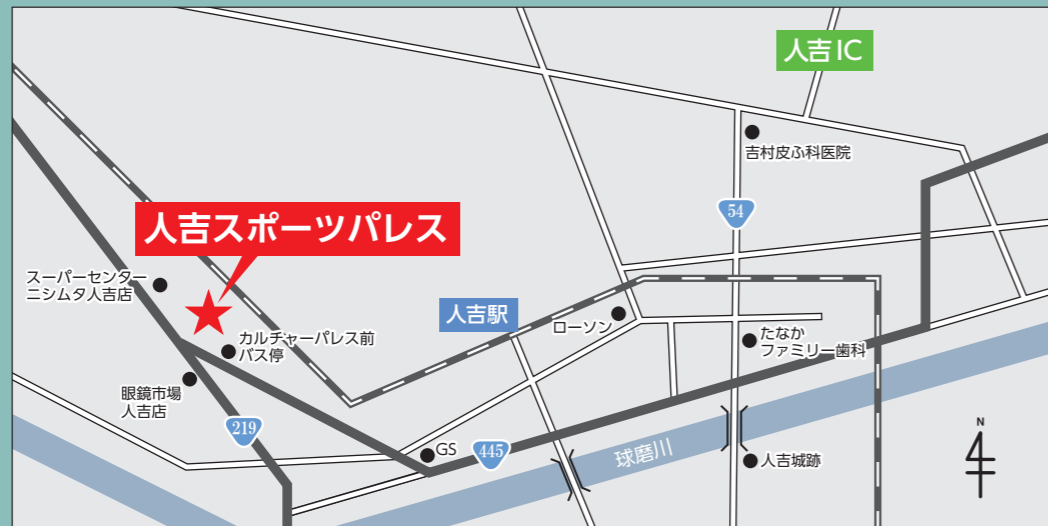 人吉IC
吉村皮ふ科医院
54
人吉スポーツパレス
スーパーセンター
ニシムタ人吉店
人吉駅
ローソン
カルチャーパレス前
バス停
たなか
ファミリー歯科
眼鏡市場
人吉店
219
GS
445
球磨川
人吉城跡
N